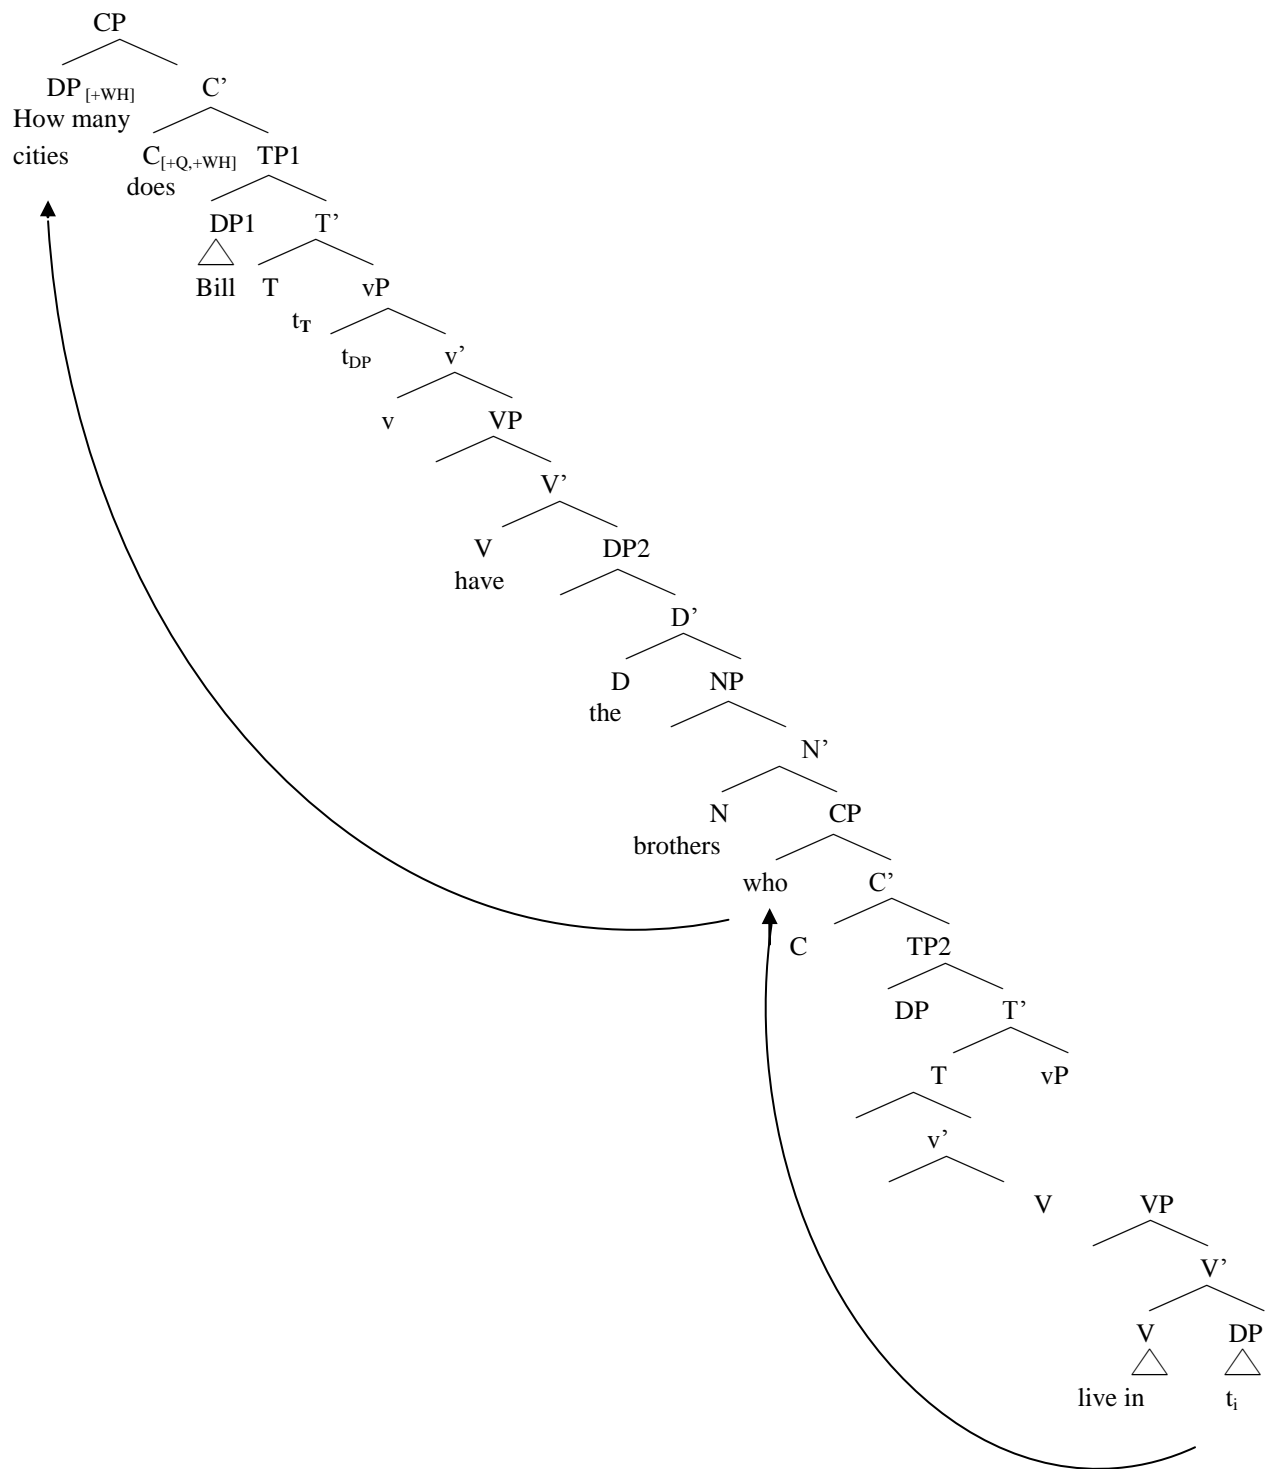 CP
DP [+WH] C’
How many
cities C[+Q,+WH] TP1
does
DP1 T’
Bill T vP
tT
tDP v’
v VP
V’
V DP2
have
D’
D NP
the
N’
N CP
brothers
who C’
C TP2
DP T’
T vP
v’
V VP
V’
V DP
live in ti